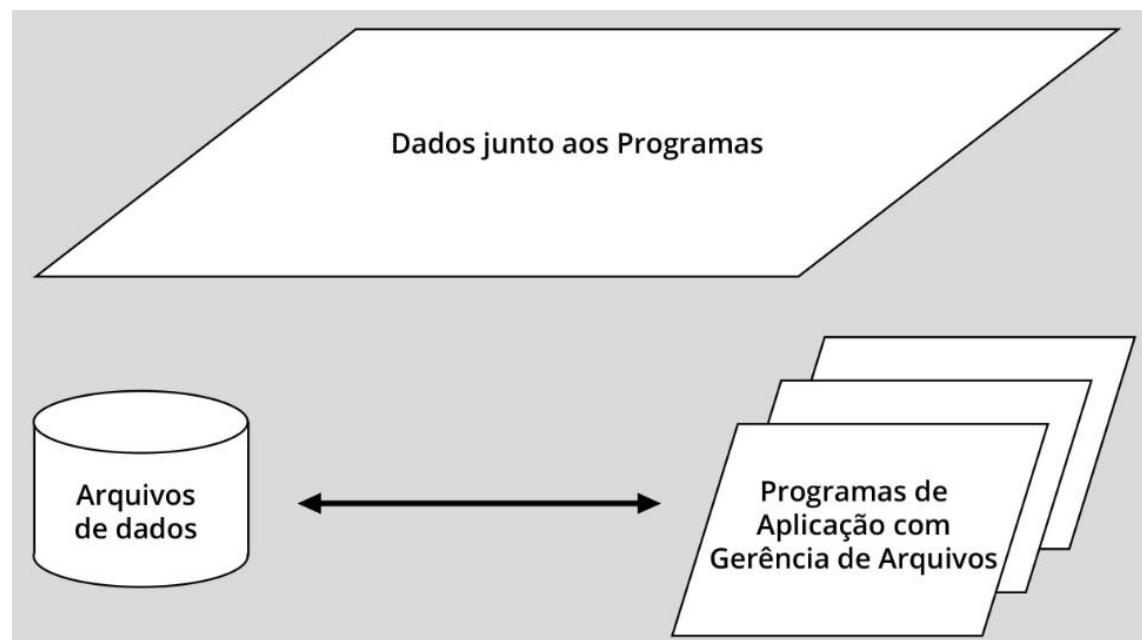 Dados junto aos Programas
Arquivos
de dados
Programas de
Aplicação com
Gerência de Arquivos